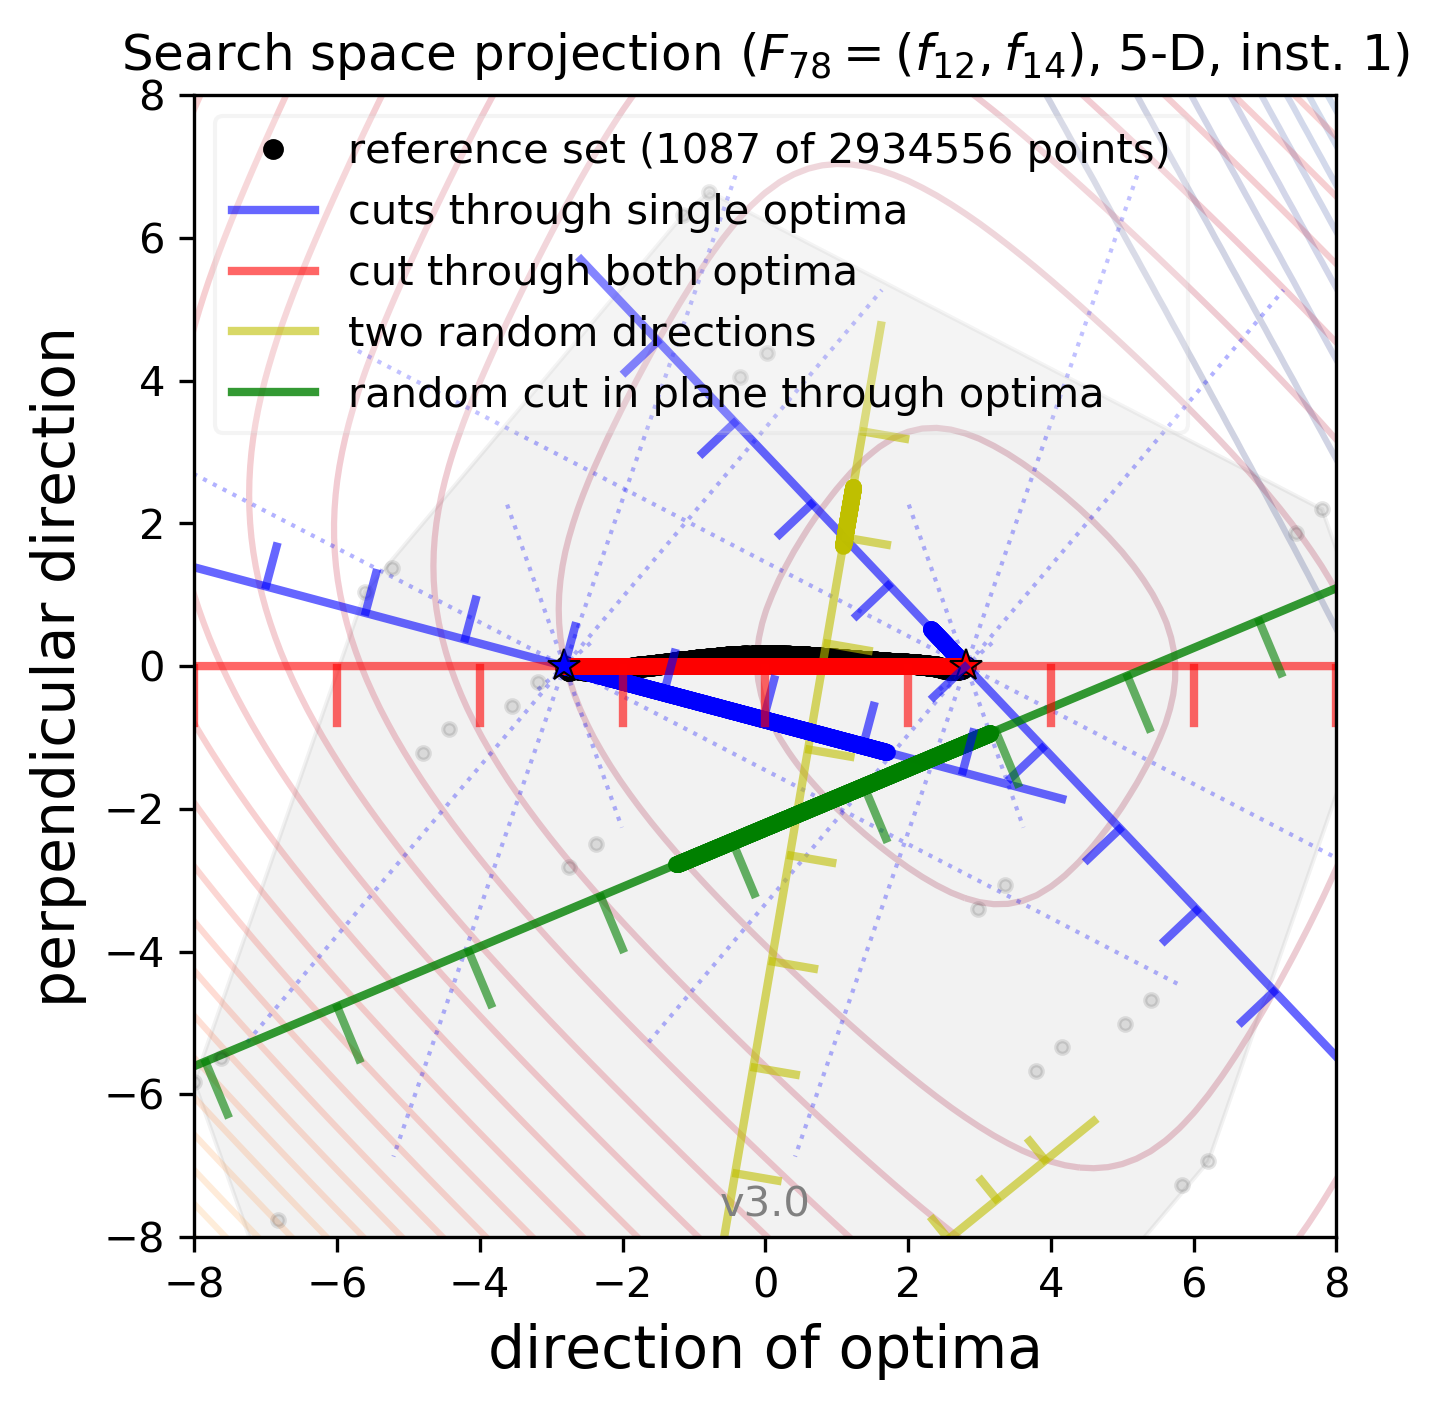 Search space projection (F78 = (f12, f14), 5-D, inst. 1)
8
6
4
2
0
−2
−4
−6
−8
perpendicular direction
reference set (1087 of 2934556 points)
cuts through single optima
cut through both optima
two random directions
random cut in plane through optima
v3.0
−8 −6 −4 −2 0 2 4 6 8
direction of optima